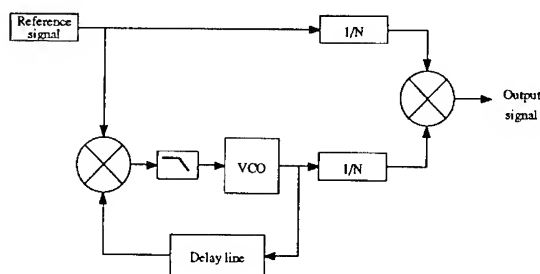 Reference
signal
1/N
Output
signal
VCO
1/N
Delay line